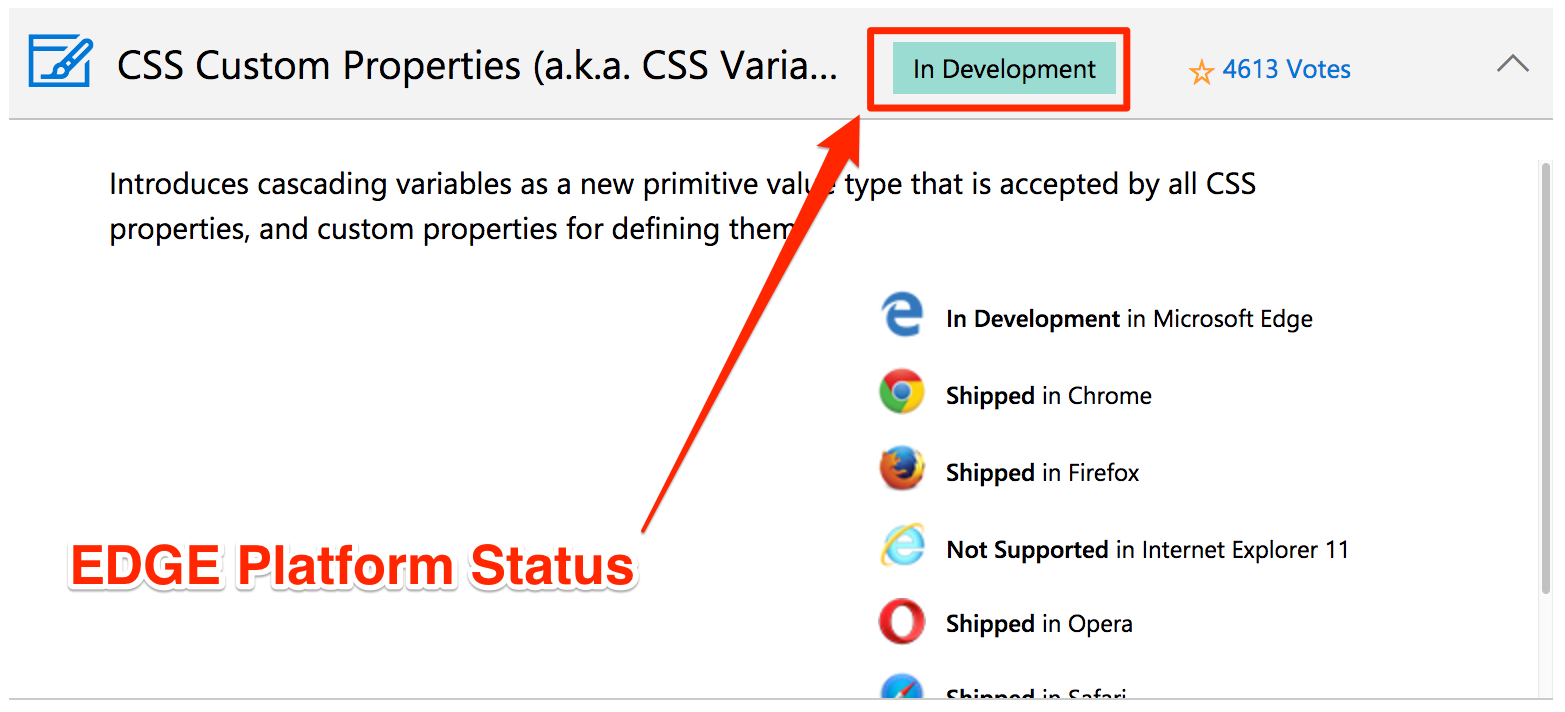 CSS Custom Properties (a.k.a. CSS Varia...
In Development
4613 Votes
Introduces cascading variables as a new primitive value type that is accepted by all CSS
properties, and custom properties for defining them
In Development in Microsoft Edge
Shipped in Chrome
Shipped in Firefox
Not Supported in Internet Explorer 11
Shipped in Opera
Shipped in Safari
EDGE Platform Status